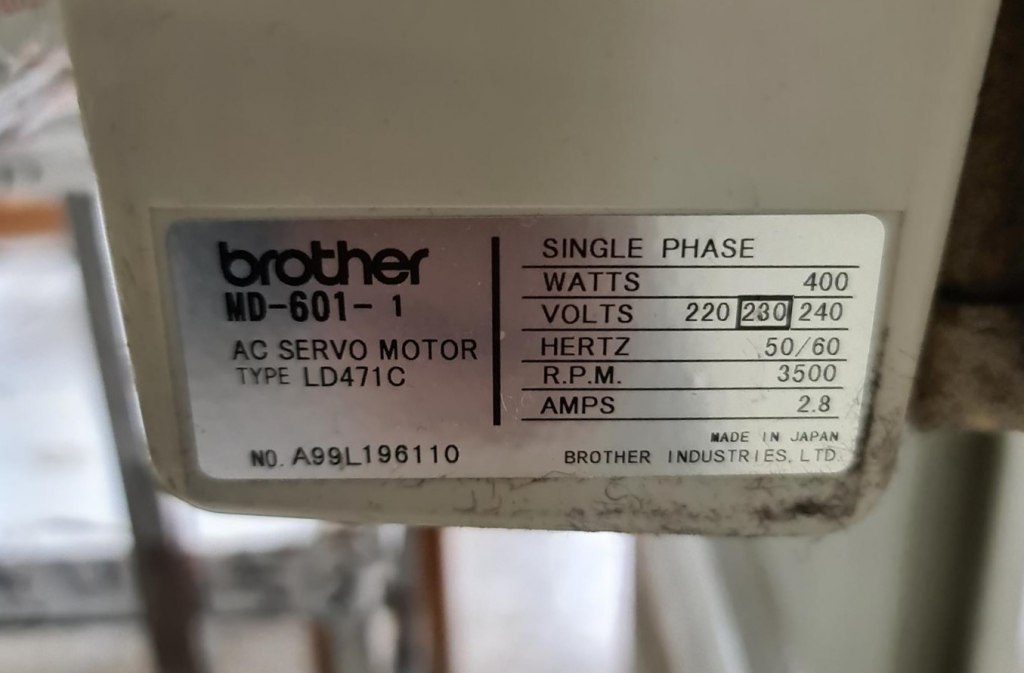 brother
MD-601-1
AC SERVO MOTOR
TYPE LD471C
NO. A99L196110
SINGLE PHASE
WATTS 400
VOLTS 220 230 240
HERTZ 50/60
R.P.M. 3500
AMPS 2.8
MADE IN JAPAN
BROTHER INDUSTRIES, LTD.